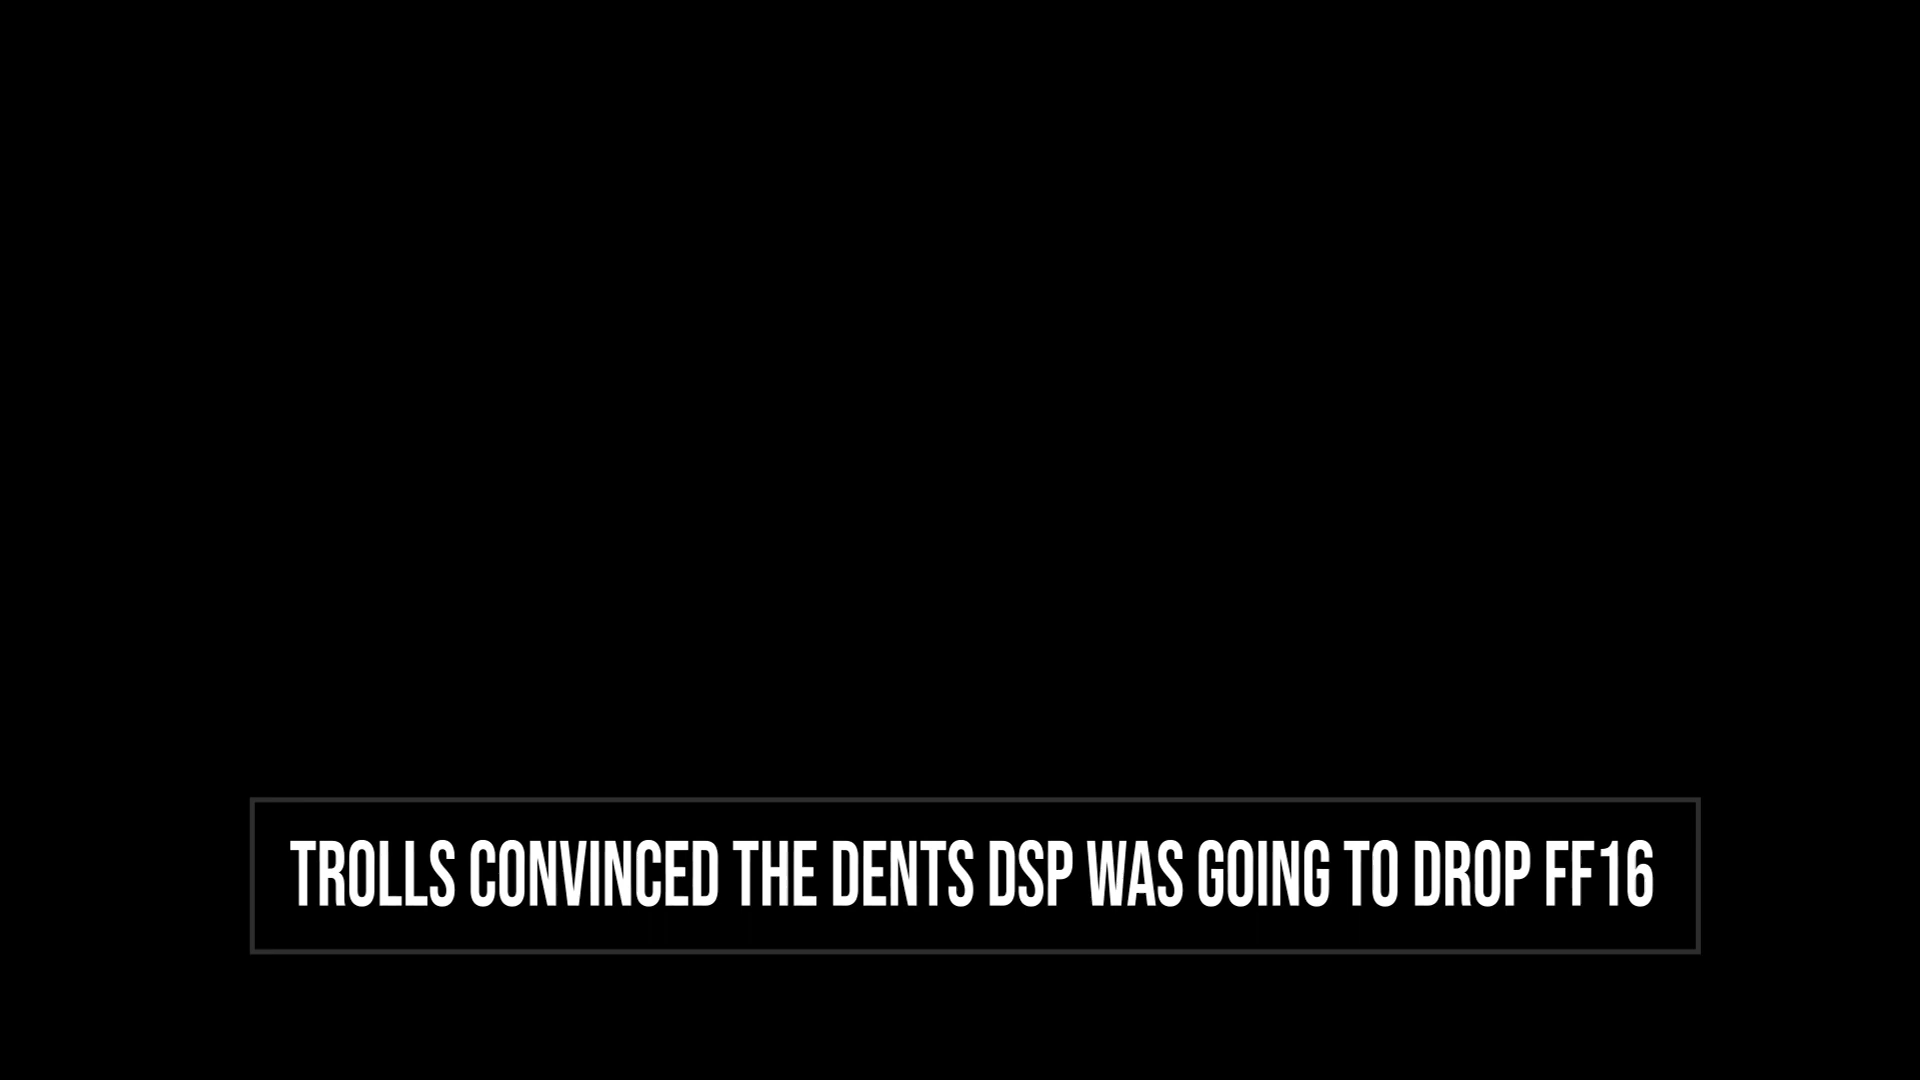 TROLLS CONVINCED THE DENTS DSP WAS GOING TO DROP FF16